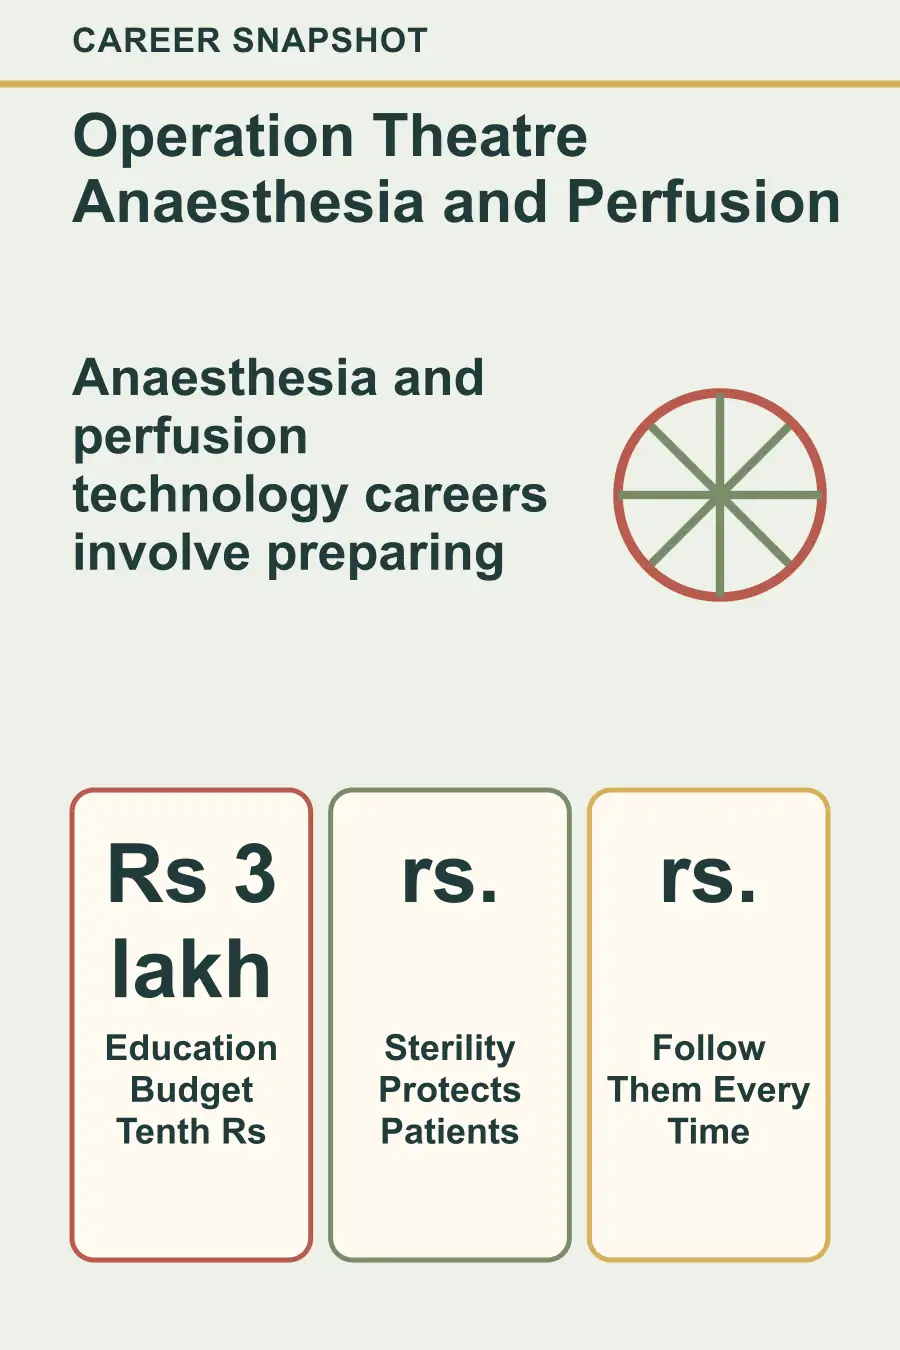 CAREER SNAPSHOT
Operation Theatre
Anaesthesia and Perfusion
Anaesthesia and
perfusion
technology careers
involve preparing
Rs 3
lakh
Education
Budget
Tenth Rs
rs.
Sterility
Protects
Patients
rs.
Follow
Them Every
Time